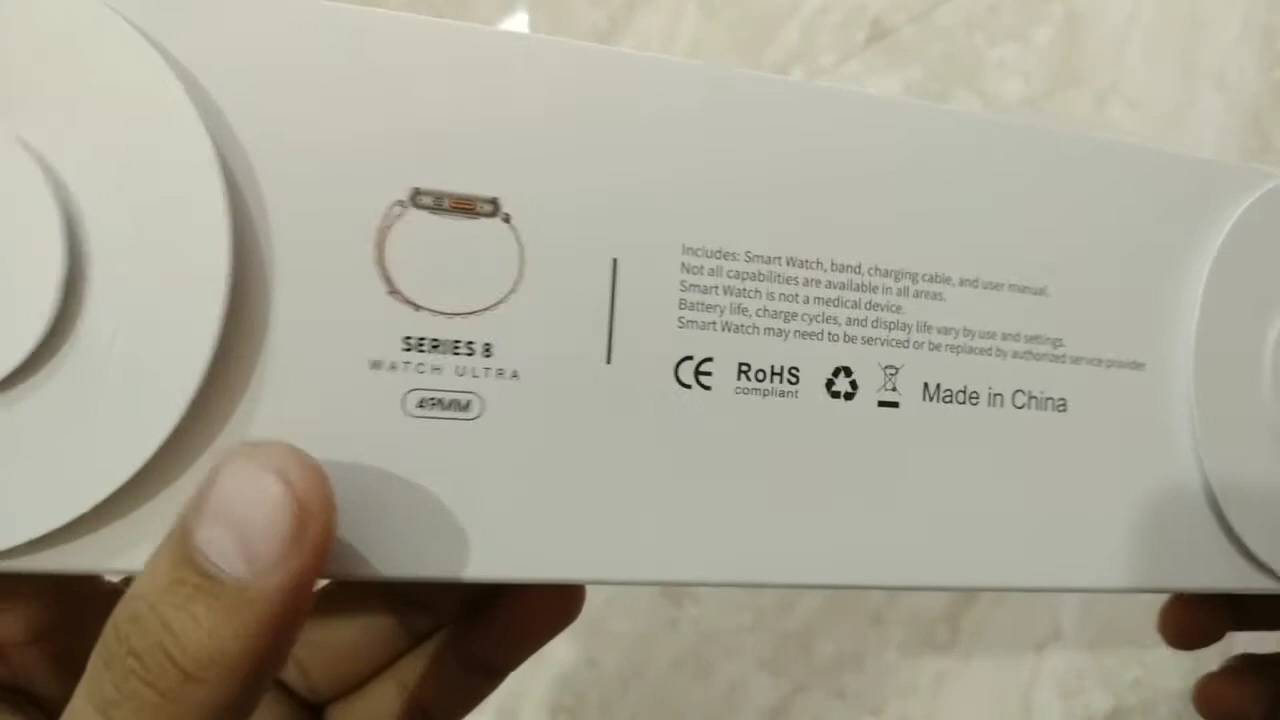 SERIES 8
WATCH ULTRA
49MM
Includes: Smart Watch, band, charging cable, and user manual.
Not all capabilities are available in all areas.
Smart Watch is not a medical device.
Battery life, charge cycles, and display life vary by use and settings.
Smart Watch may need to be serviced or be replaced by authorized service provider
CE
RoHS
compliant
Made in China